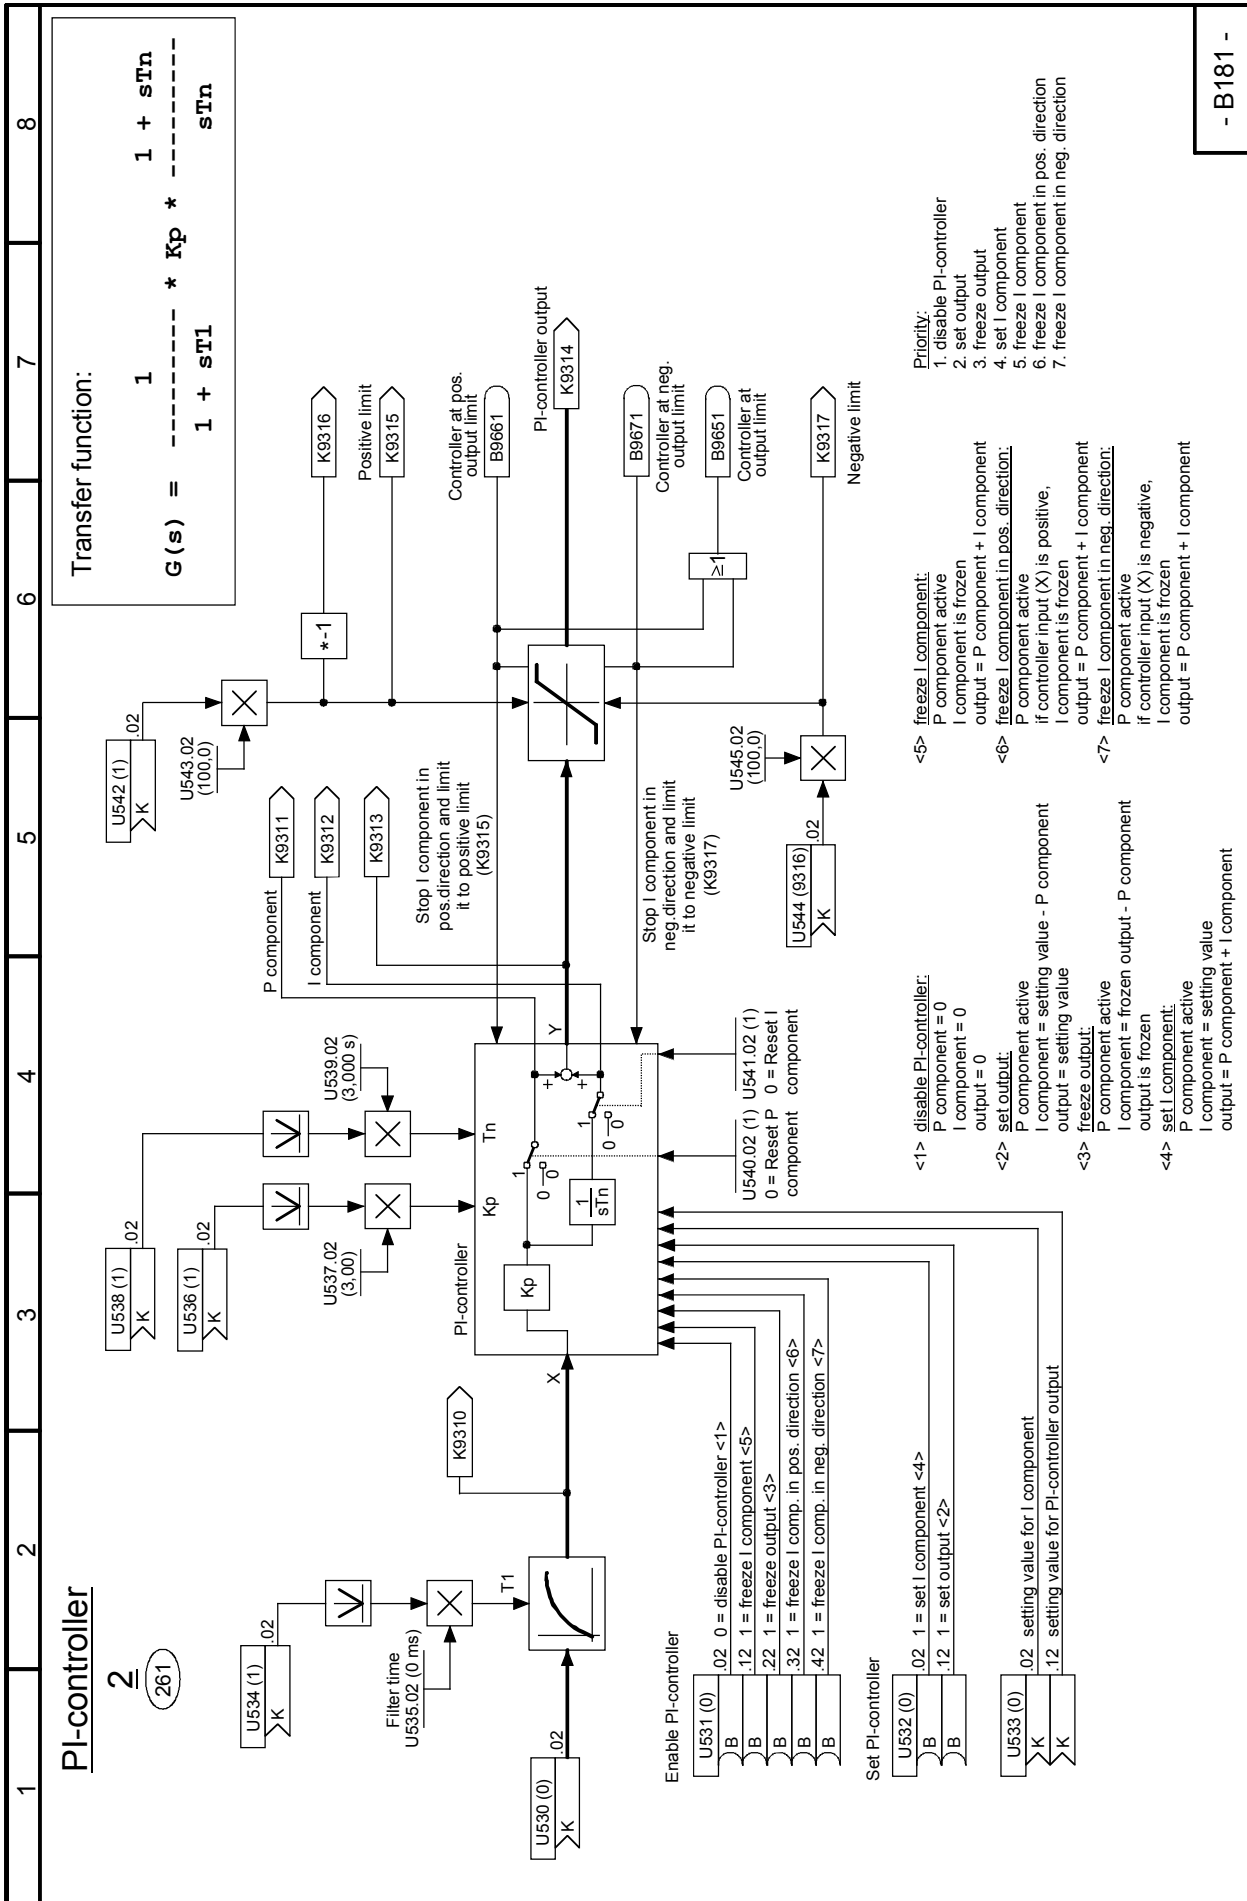 1 2 3 4 5 6 7 8
PI-controller
2
261
Transfer function:
1 1 + sTn
G(s) = -------- * Kp * ---------
1 + sT1 sTn
U534 (1)
K
.02
Filter time
U535.02 (0 ms)
T1
U530 (0)
K
.02
K9310
X
U538 (1)
K
.02
U536 (1)
K
.02
U537.02
(3,00)
U539.02
(3,000 s)
PI-controller
Kp
Tn
Kp
1
0
0
1
sTn
1
0
0
+
+
Y
P component
I component
K9311
K9312
K9313
Stop I component in
pos.direction and limit
it to positive limit
(K9315)
Stop I component in
neg.direction and limit
it to negative limit
(K9317)
U540.02 (1)
0 = Reset P
component
U541.02 (1)
0 = Reset I
component
U542 (1)
K
.02
U543.02
(100,0)
*-1
K9316
Positive limit
K9315
Controller at pos.
output limit
B9661
PI-controller output
K9314
B9671
Controller at neg.
output limit
≥1
B9651
Controller at
output limit
K9317
Negative limit
U545.02
(100,0)
U544 (9316)
K
.02
Enable PI-controller
U531 (0)
B .02 0 = disable PI-controller <1>
B .12 1 = freeze I component <5>
B .22 1 = freeze output <3>
B .32 1 = freeze I comp. in pos. direction <6>
B .42 1 = freeze I comp. in neg. direction <7>
Set PI-controller
U532 (0)
B .02 1 = set I component <4>
B .12 1 = set output <2>
U533 (0)
K .02 setting value for I component
K .12 setting value for PI-controller output
<1> disable PI-controller:
P component = 0
I component = 0
output = 0
<2> set output:
P component active
I component = setting value - P component
output = setting value
<3> freeze output:
P component active
I component = frozen output - P component
output is frozen
<4> set I component:
P component active
I component = setting value
output = P component + I component
<5> freeze I component:
P component active
I component is frozen
output = P component + I component
<6> freeze I component in pos. direction:
P component active
if controller input (X) is positive,
I component is frozen
output = P component + I component
<7> freeze I component in neg. direction:
P component active
if controller input (X) is negative,
I component is frozen
output = P component + I component
Priority:
1. disable PI-controller
2. set output
3. freeze output
4. set I component
5. freeze I component
6. freeze I component in pos. direction
7. freeze I component in neg. direction
- B181 -